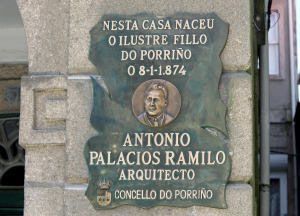 NESTA CASA NACEU
O ILUSTRE FILLO
DO PORRIÑO
O 8-1-1.874
ANTONIO
PALACIOS RAMILO
ARQUITECTO
CONCELLO DO PORRIÑO